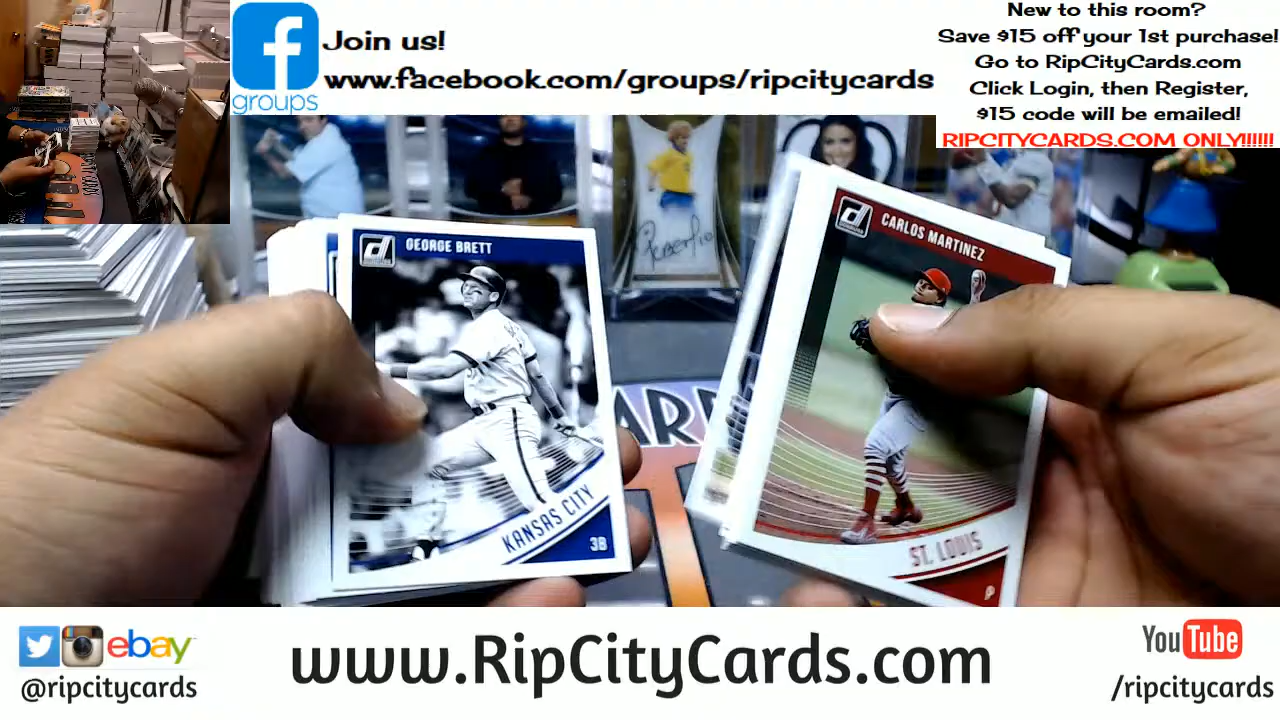 Join us!
www.facebook.com/groups/ripcitycards
groups
New to this room?
Save $15 off your 1st purchase!
Go to RipCityCards.com
Click Login, then Register,
$15 code will be emailed!
RIPCITYCARDS.COM ONLY!!!!!!
GEORGE BRETT
KANSAS CITY
3B
CARLOS MARTINEZ
ST. LOUIS
P
ebay
@ripcitycards
www.RipCityCards.com
YouTube
/ripcitycards